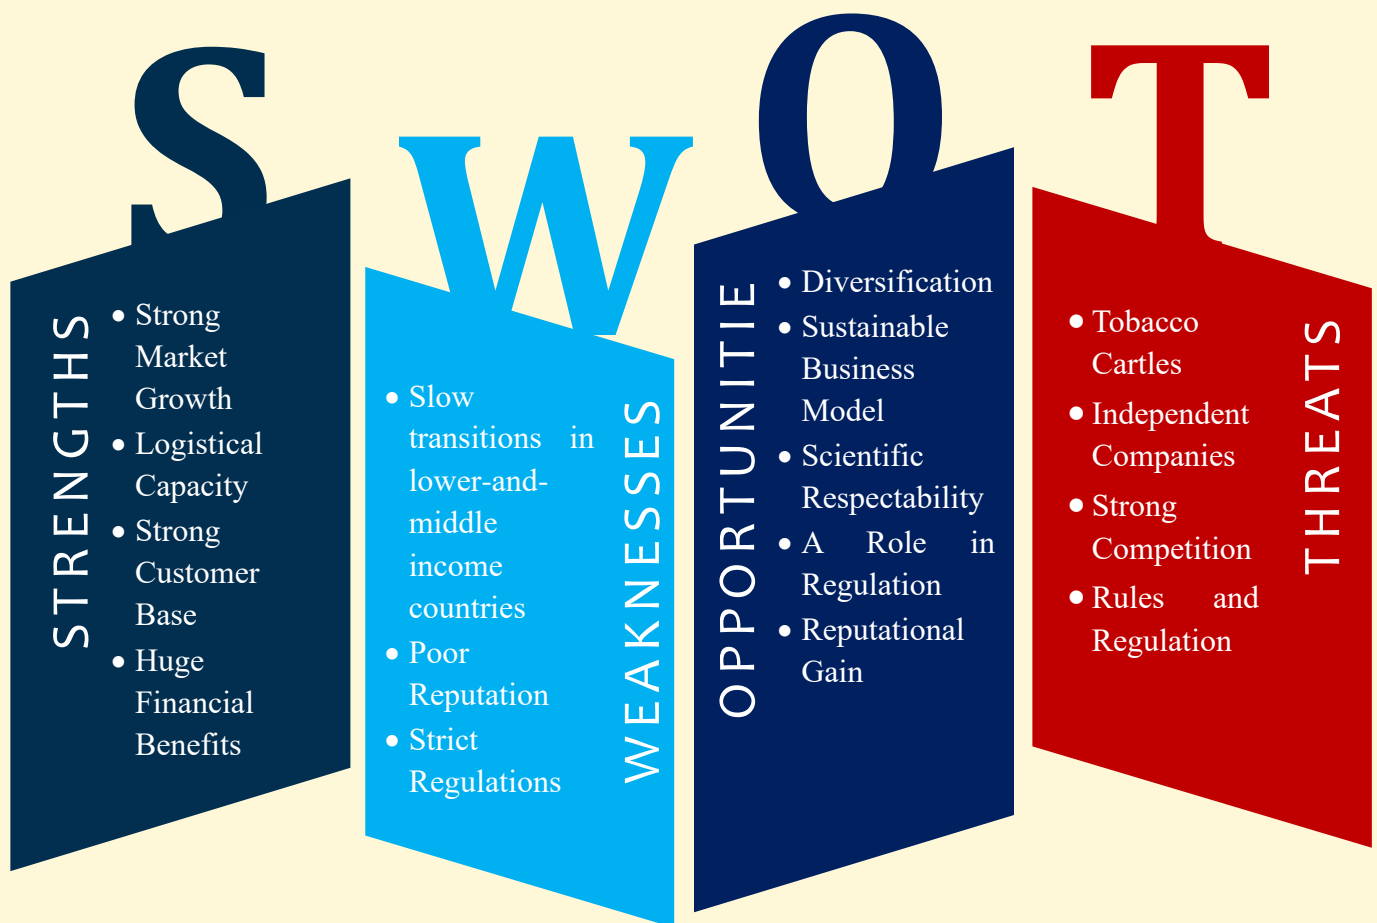 S
STRENGTHS
• Strong
Market
Growth
• Logistical
Capacity
• Strong
Customer
Base
• Huge
Financial
Benefits
W
• Slow
transitions in
lower-and-
middle
income
countries
• Poor
Reputation
• Strict
Regulations
WEAKNESSES
O
OPPORTUNITIE
• Diversification
• Sustainable
Business
Model
• Scientific
Respectability
• A Role in
Regulation
• Reputational
Gain
T
• Tobacco
Cartles
• Independent
Companies
• Strong
Competition
• Rules and
Regulation
THREATS